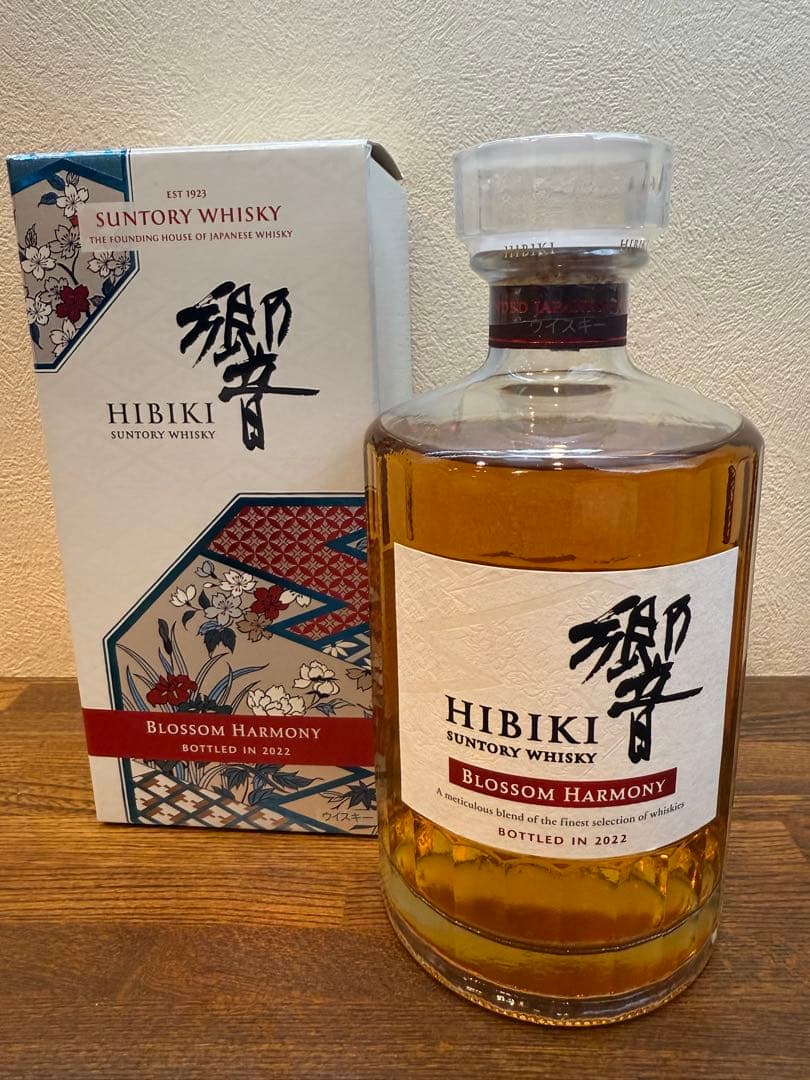 EST 1923
SUNTORY WHISKY
THE FOUNDING HOUSE OF JAPANESE WHISKY
響
HIBIKI
SUNTORY WHISKY
BLOSSOM HARMONY
BOTTLED IN 2022
ウイスキー
HIBIKI
ウイスキー
響
HIBIKI
SUNTORY WHISKY
BLOSSOM HARMONY
A meticulous blend of the finest selection of whiskies
BOTTLED IN 2022